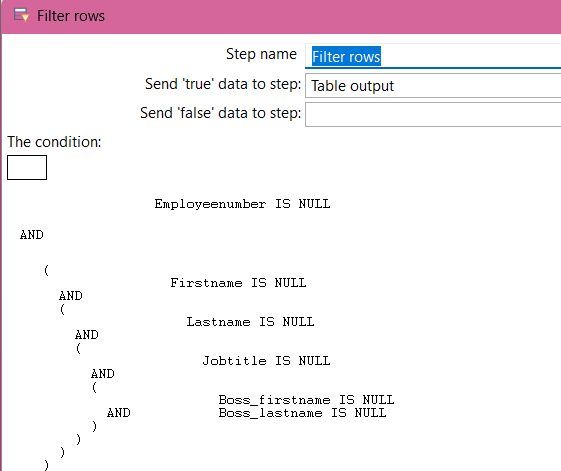 Filter rows
Step name Filter rows
Send 'true' data to step: Table output
Send 'false' data to step:
The condition:
Employeenumber IS NULL
AND
(
Firstname IS NULL
AND
(
Lastname IS NULL
AND
(
Jobtitle IS NULL
AND
(
Boss_firstname IS NULL
AND Boss_lastname IS NULL
)
)
)
)